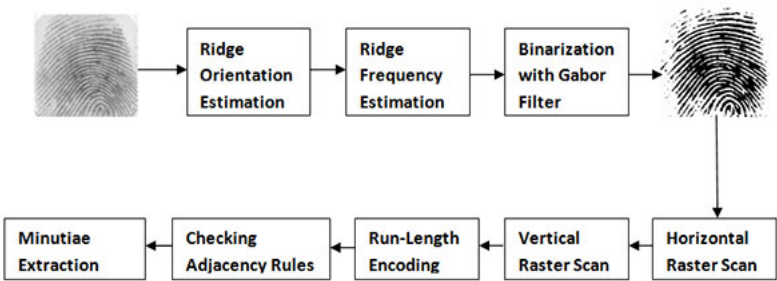 Ridge
Orientation
Estimation
Ridge
Frequency
Estimation
Binarization
with Gabor
Filter
Horizontal
Raster Scan
Vertical
Raster Scan
Run-Length
Encoding
Checking
Adjacency Rules
Minutiae
Extraction